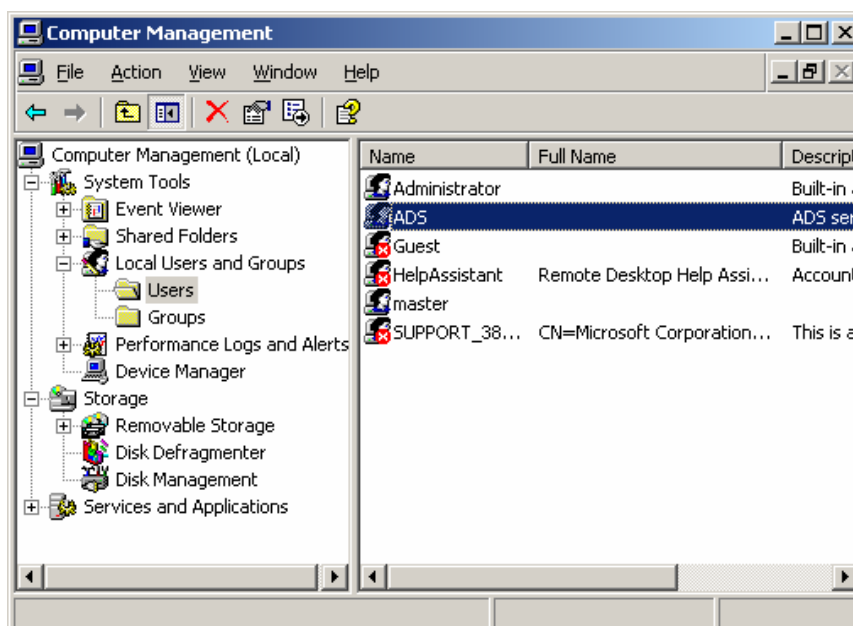 Computer Management
File Action View Window Help
Computer Management (Local)
System Tools
Event Viewer
Shared Folders
Local Users and Groups
Users
Groups
Performance Logs and Alerts
Device Manager
Storage
Removable Storage
Disk Defragmenter
Disk Management
Services and Applications
Name Full Name Descript
Administrator Built-in
ADS ADS ser
Guest Built-in
HelpAssistant Remote Desktop Help Assi... Account
master
SUPPORT_38... CN=Microsoft Corporation... This is a